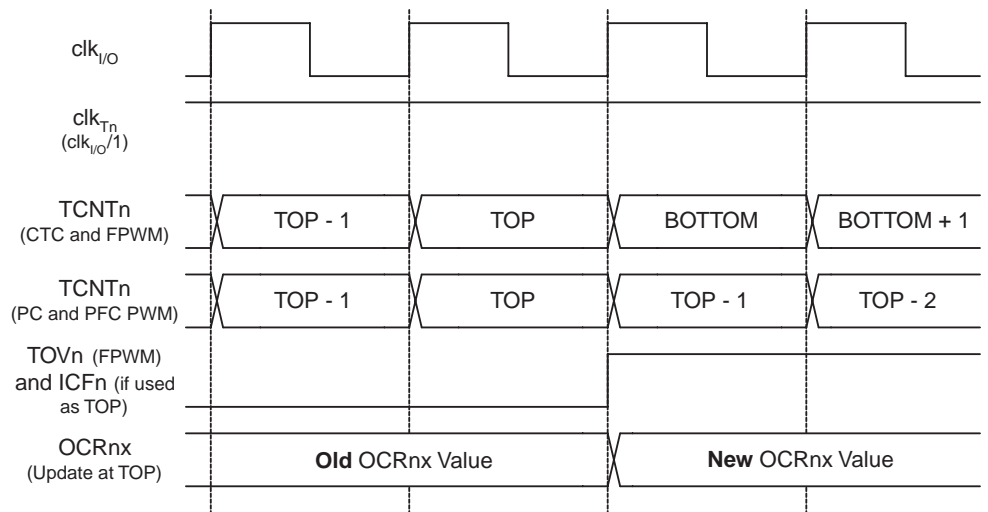 clkI/O
clkTn
(clkI/O/1)
TCNTn
(CTC and FPWM)
TOP - 1
TOP
BOTTOM
BOTTOM + 1
TCNTn
(PC and PFC PWM)
TOP - 1
TOP
TOP - 1
TOP - 2
TOVn (FPWM)
and ICFn (if used
as TOP)
OCRnx
(Update at TOP)
Old OCRnx Value
New OCRnx Value